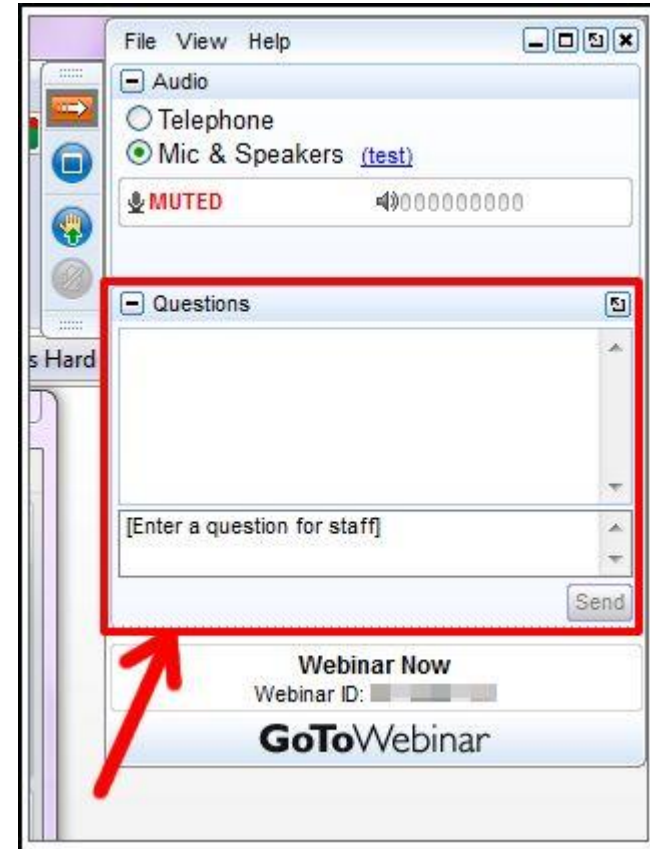 File View Help
Audio
Telephone
Mic & Speakers (test)
MUTED 000000000
Questions
s Hard
[Enter a question for staff]
Send
Webinar Now
Webinar ID:
GoToWebinar